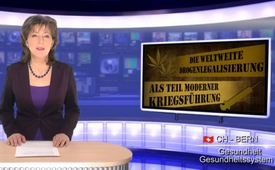 DIE WELTWEITE
DROGENLEGALISIERUNG
ALS TEIL MODERNER
KRIEGSFÜHRUNG
CH - BERN
Gesundheit
Gesundheitssystem